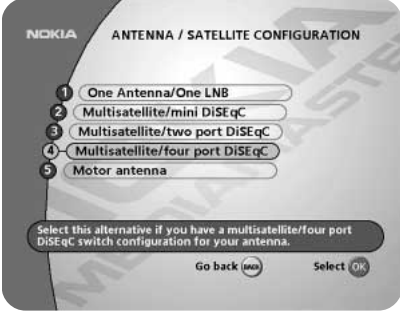 NOKIA
ANTENNA / SATELLITE CONFIGURATION
1 One Antenna/One LNB
2 Multisatellite/mini DiSEqC
3 Multisatellite/two port DiSEqC
4 Multisatellite/four port DiSEqC
5 Motor antenna
Select this alternative if you have a multisatellite/four port
DiSEqC switch configuration for your antenna.
Go back BACK Select OK
MEDIAMASTER